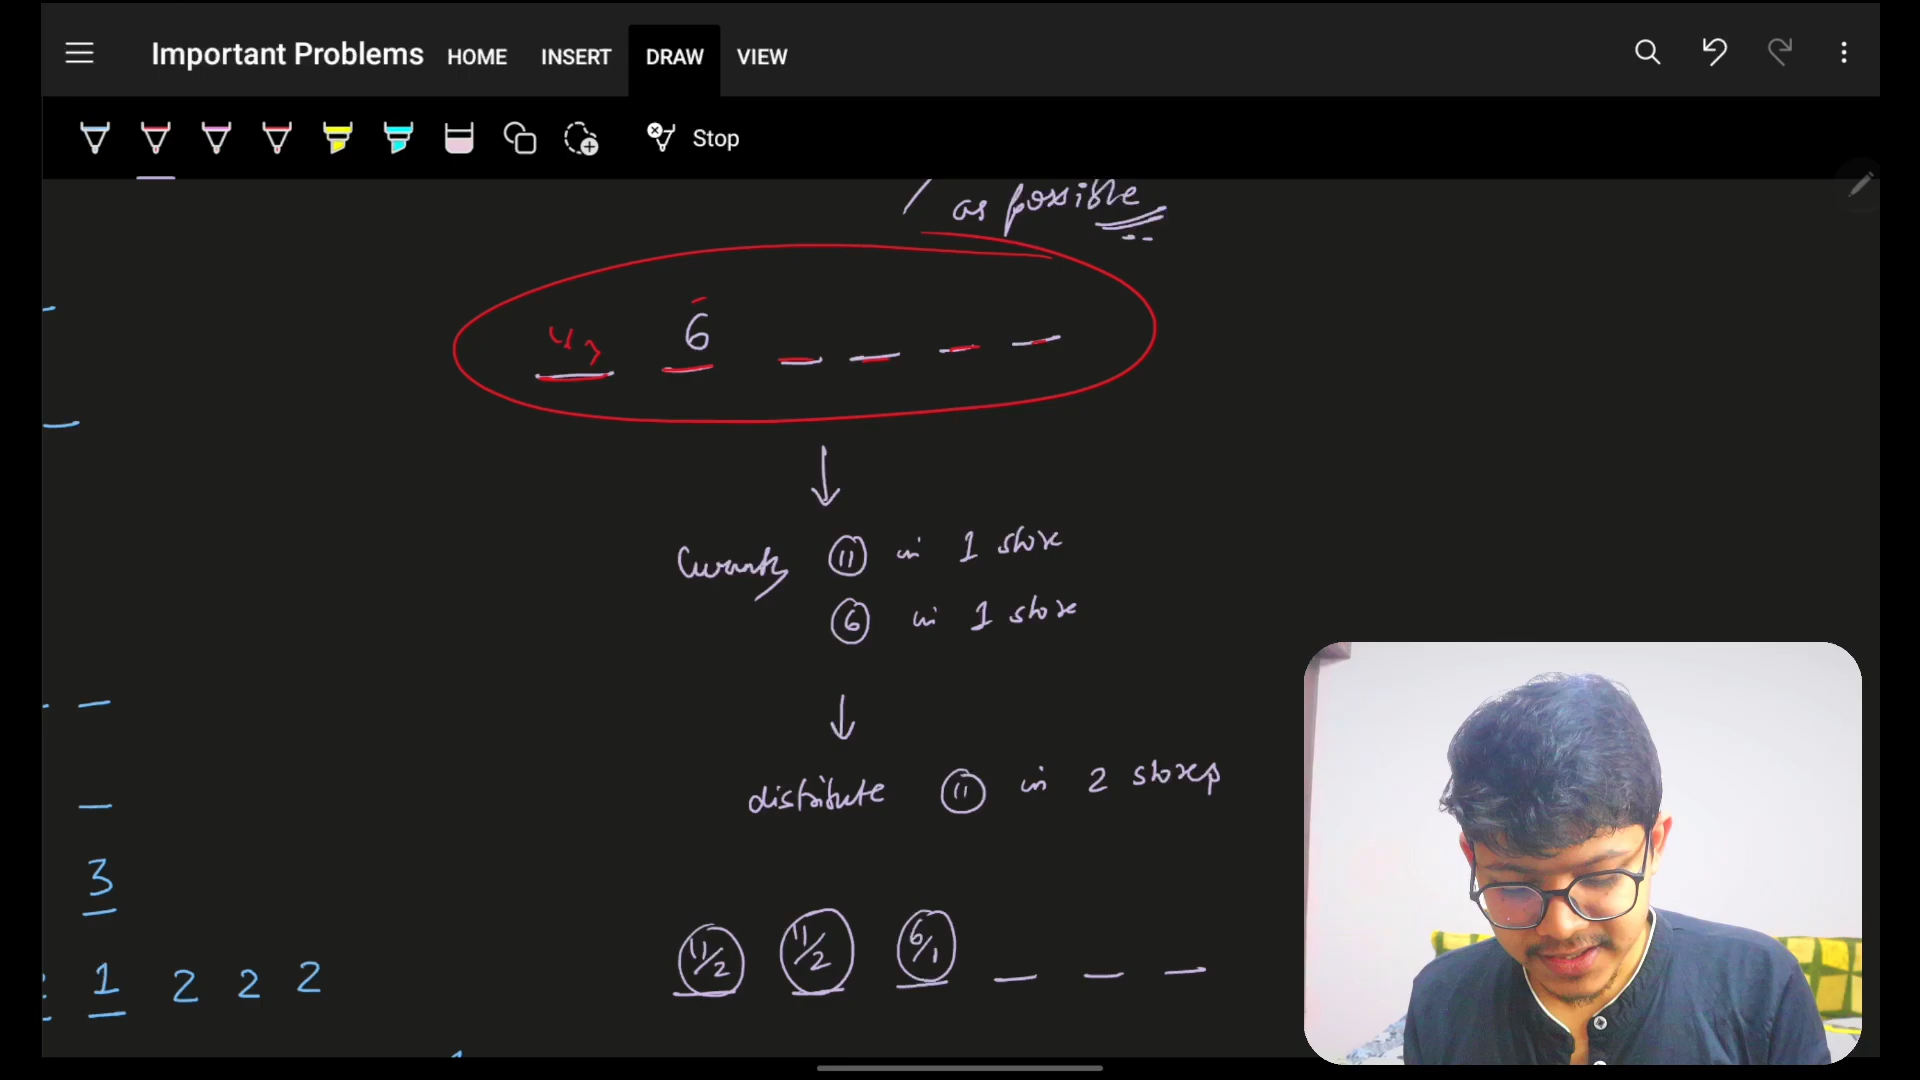 Important Problems HOME INSERT DRAW VIEW
Stop
as possible
6
Currently 11 in 1 store
6 in 1 store
distribute 11 in 2 stores
3
11/2 11/2 6/1
1 2 2 2